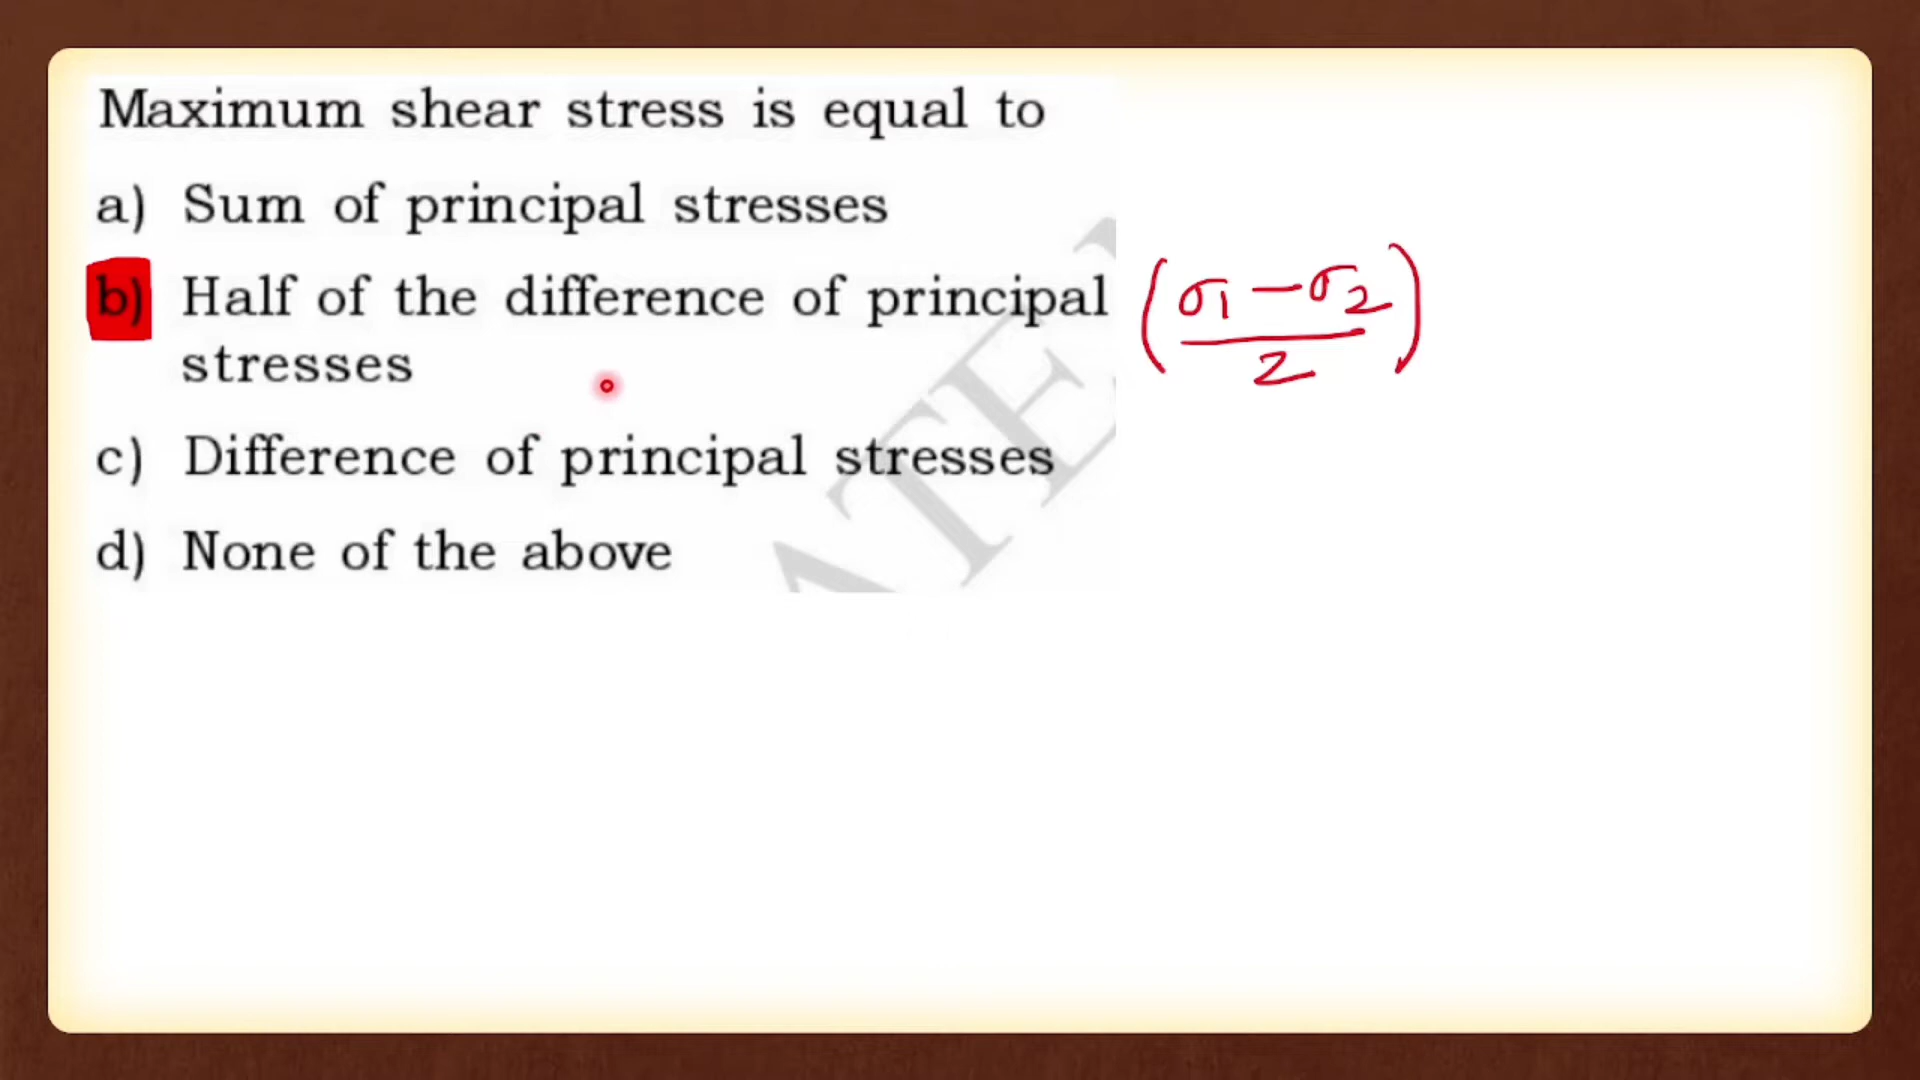 Maximum shear stress is equal to
a) Sum of principal stresses
b) Half of the difference of principal (σ1 − σ2 / 2)
stresses
c) Difference of principal stresses
d) None of the above
ATE